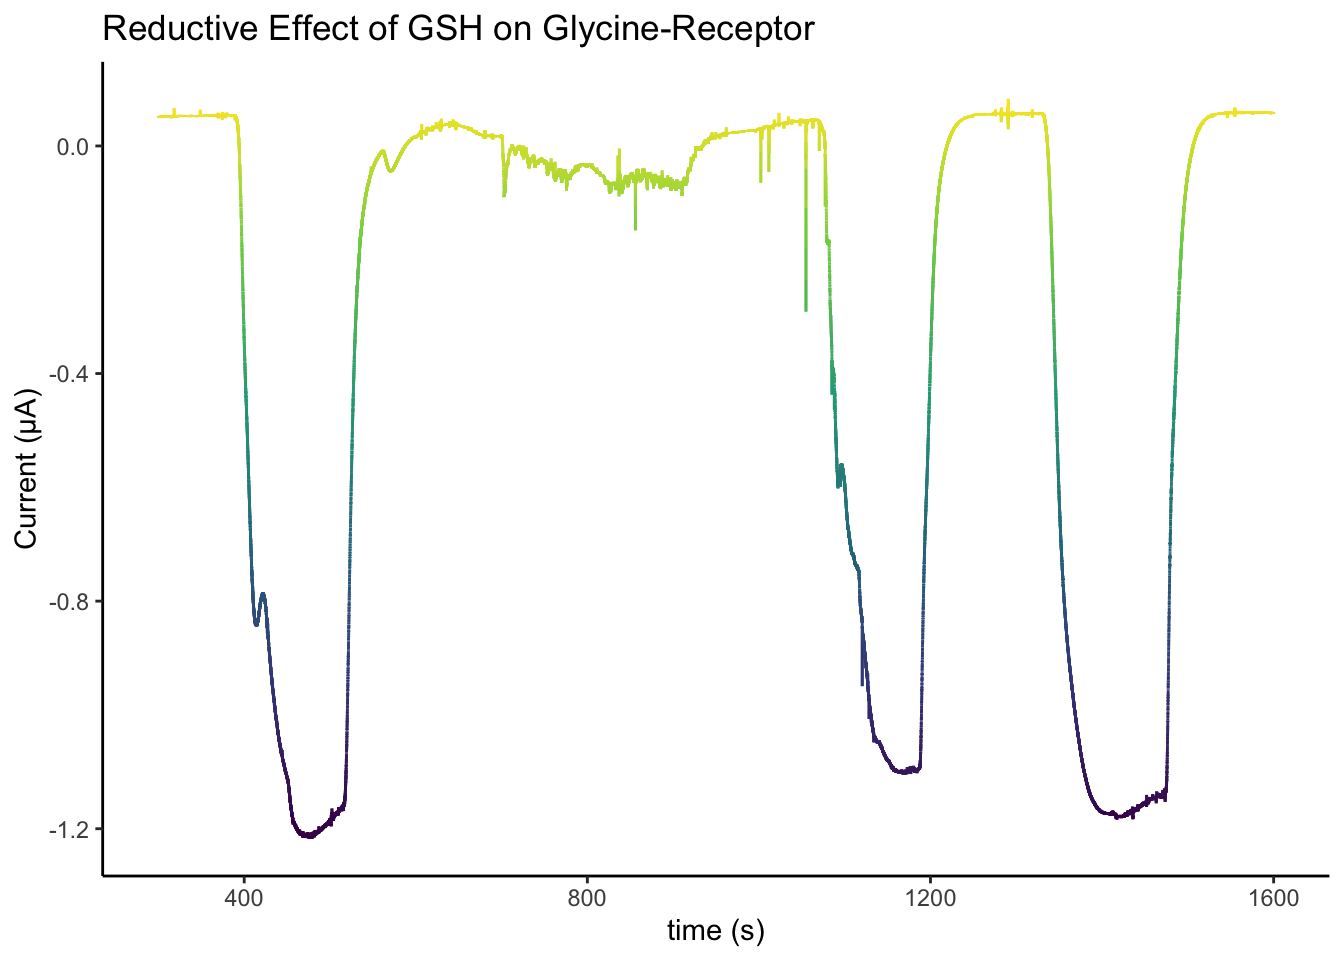 Reductive Effect of GSH on Glycine-Receptor
Current (µA)
0.0
-0.4
-0.8
-1.2
400
800
1200
1600
time (s)